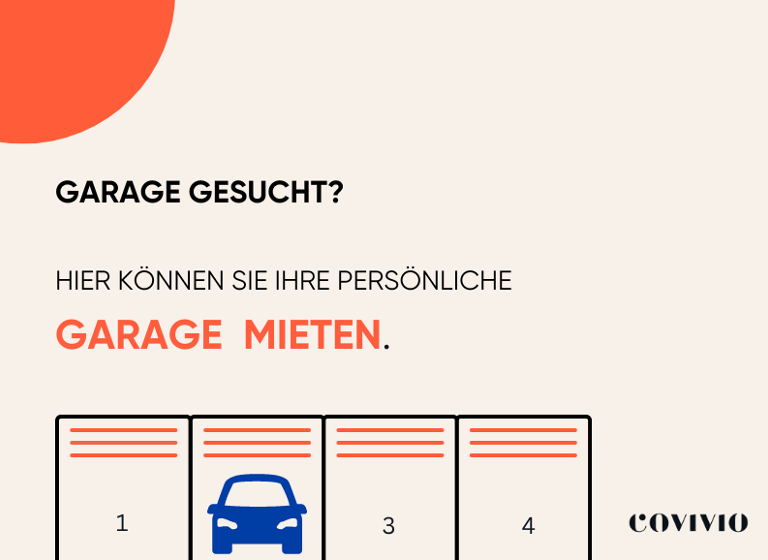 GARAGE GESUCHT?
HIER KÖNNEN SIE IHRE PERSÖNLICHE
GARAGE MIETEN.
1
3
4
COVIVIO